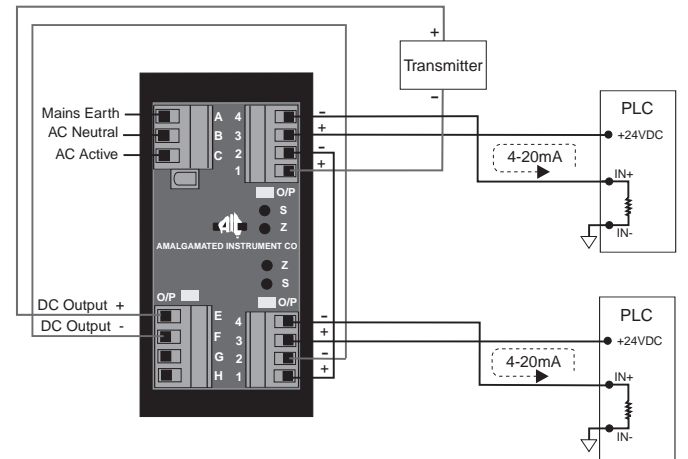 +
+
Transmitter
−
Mains Earth
AC Neutral
AC Active
A 4
B 3
C 2
1
−
+
−
+
PLC
+24VDC
4-20mA
IN+
IN-
O/P
S
Z
AIC
AMALGAMATED INSTRUMENT CO
Z
S
O/P
O/P
DC Output +
DC Output -
E 4
F 3
G 2
H 1
−
+
−
+
PLC
+24VDC
4-20mA
IN+
IN-